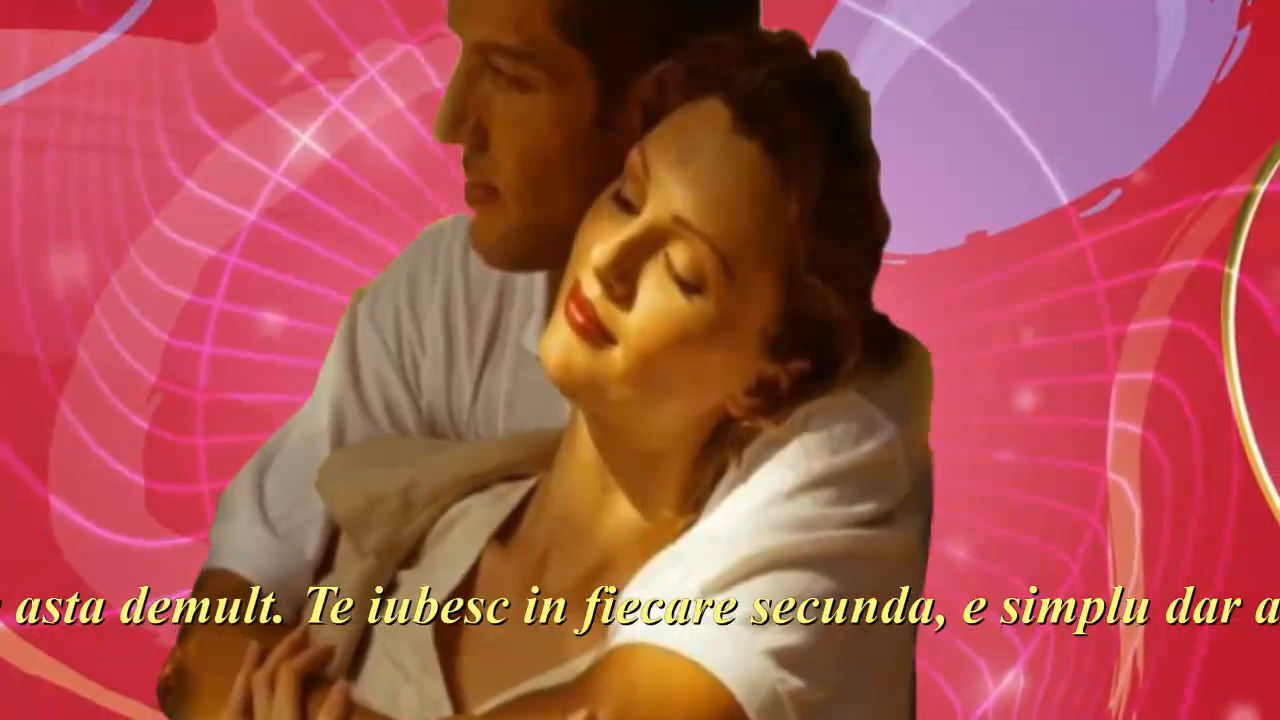 asta demult. Te iubesc in fiecare secunda, e simplu dar a